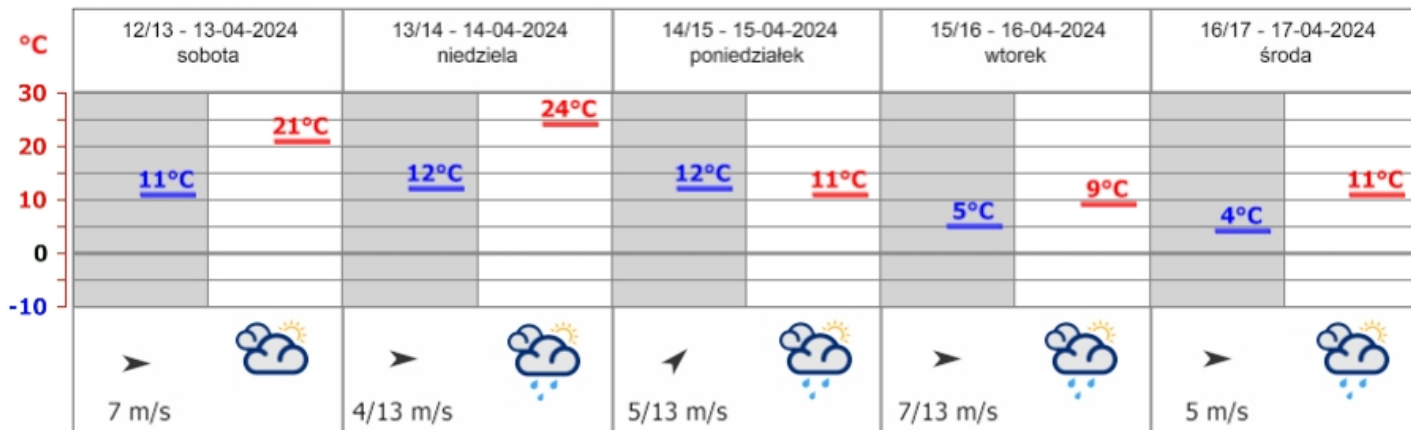 °C
12/13 - 13-04-2024
sobota
13/14 - 14-04-2024
niedziela
14/15 - 15-04-2024
poniedziałek
15/16 - 16-04-2024
wtorek
16/17 - 17-04-2024
środa
30
20
10
0
-10
11°C
21°C
12°C
24°C
12°C
11°C
5°C
9°C
4°C
11°C
7 m/s
4/13 m/s
5/13 m/s
7/13 m/s
5 m/s